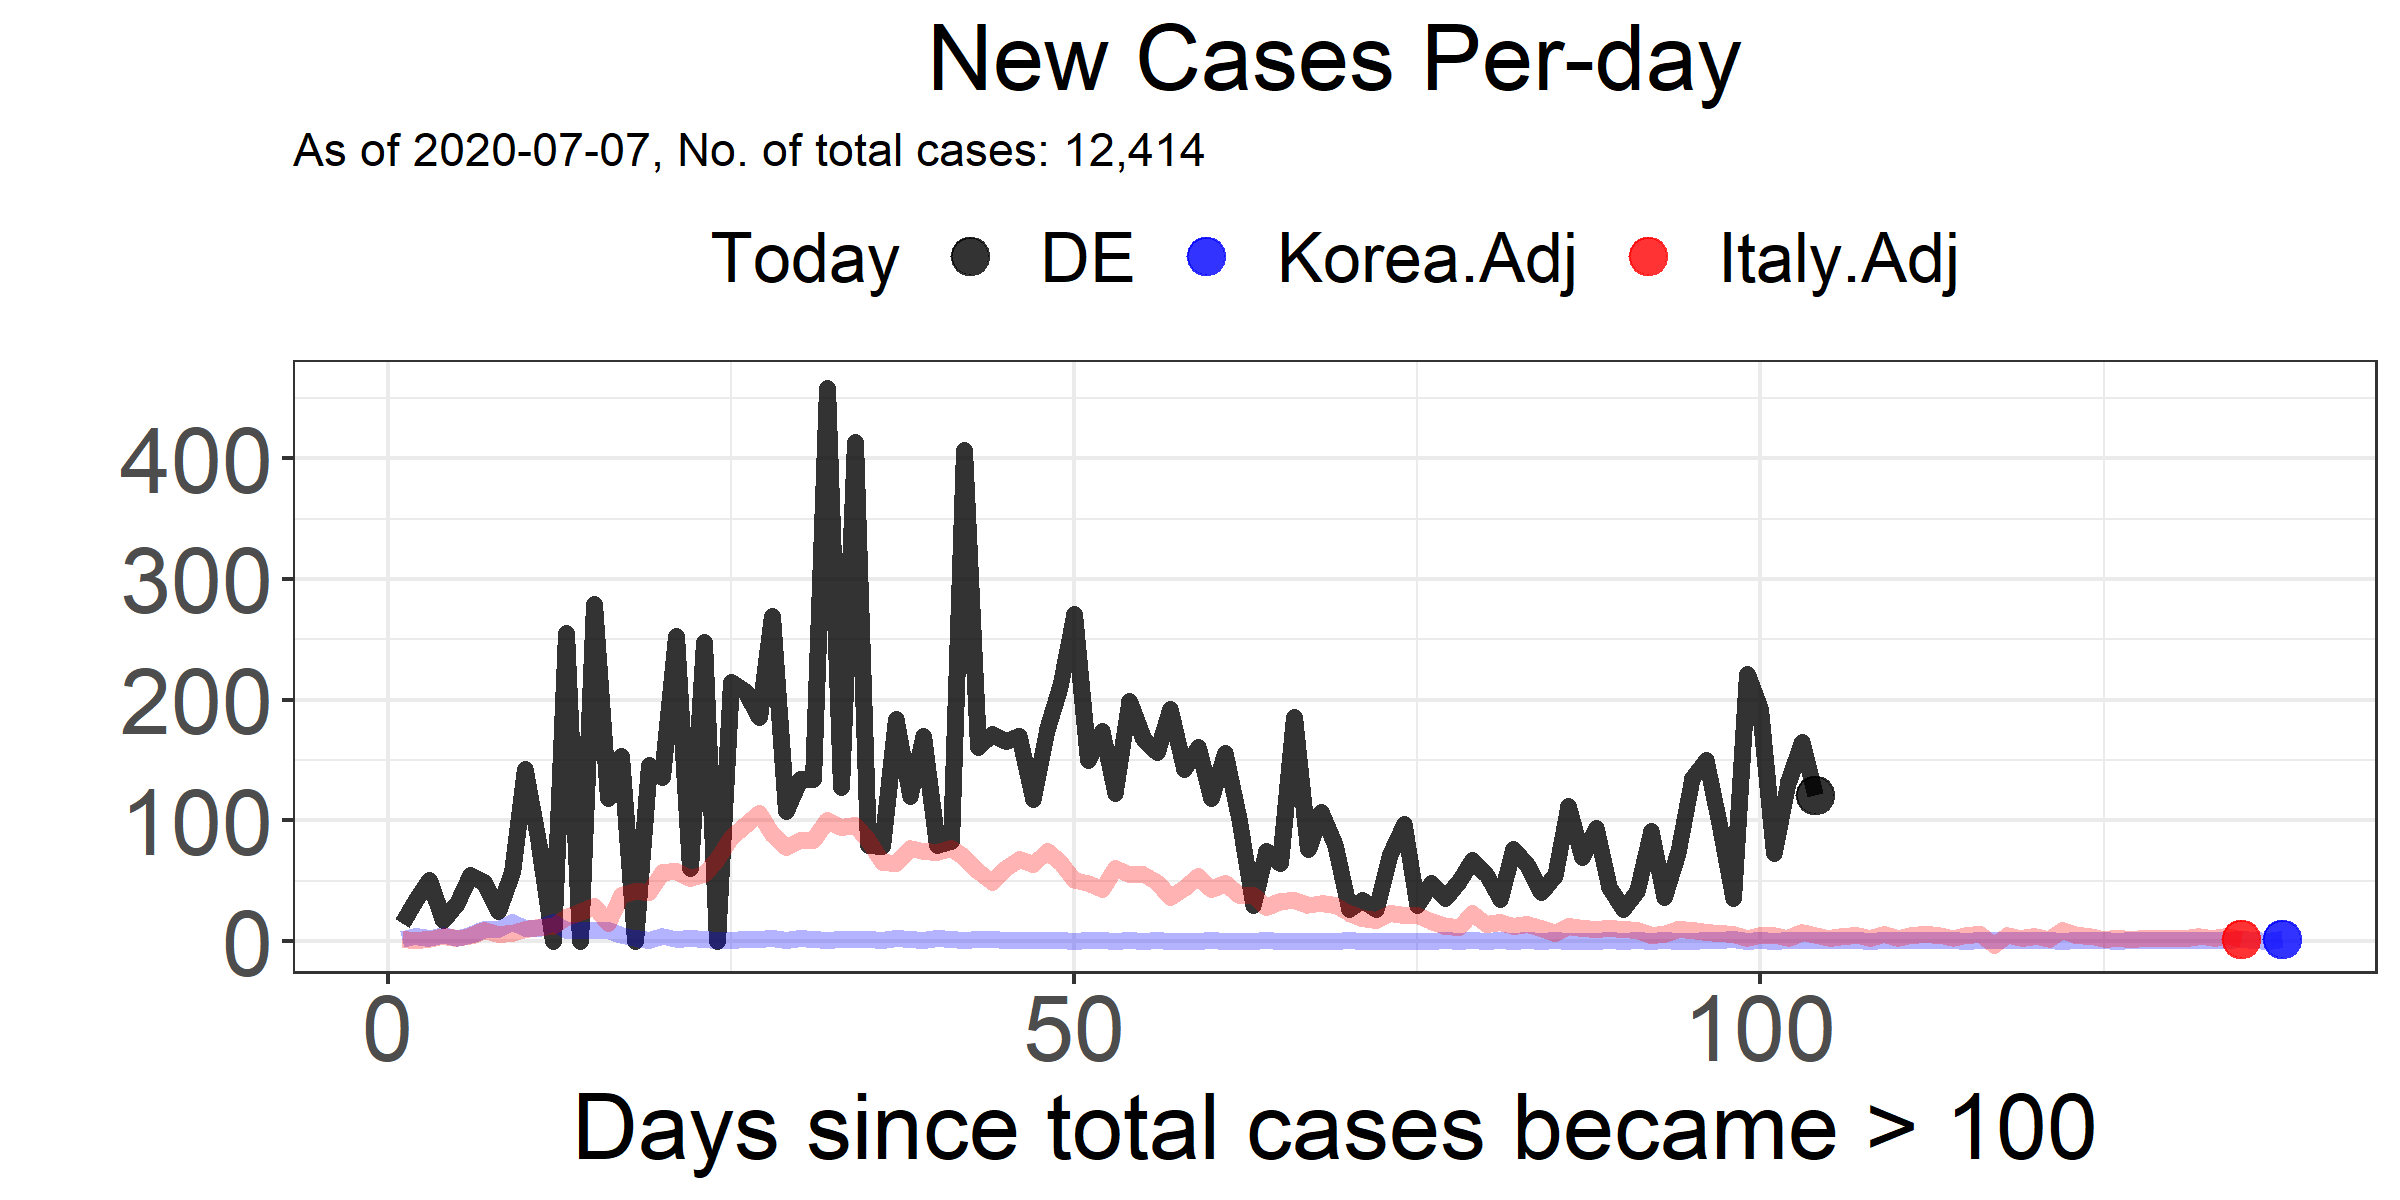 New Cases Per-day
As of 2020-07-07, No. of total cases: 12,414
Today DE Korea.Adj Italy.Adj
400
300
200
100
0
0 50 100
Days since total cases became > 100